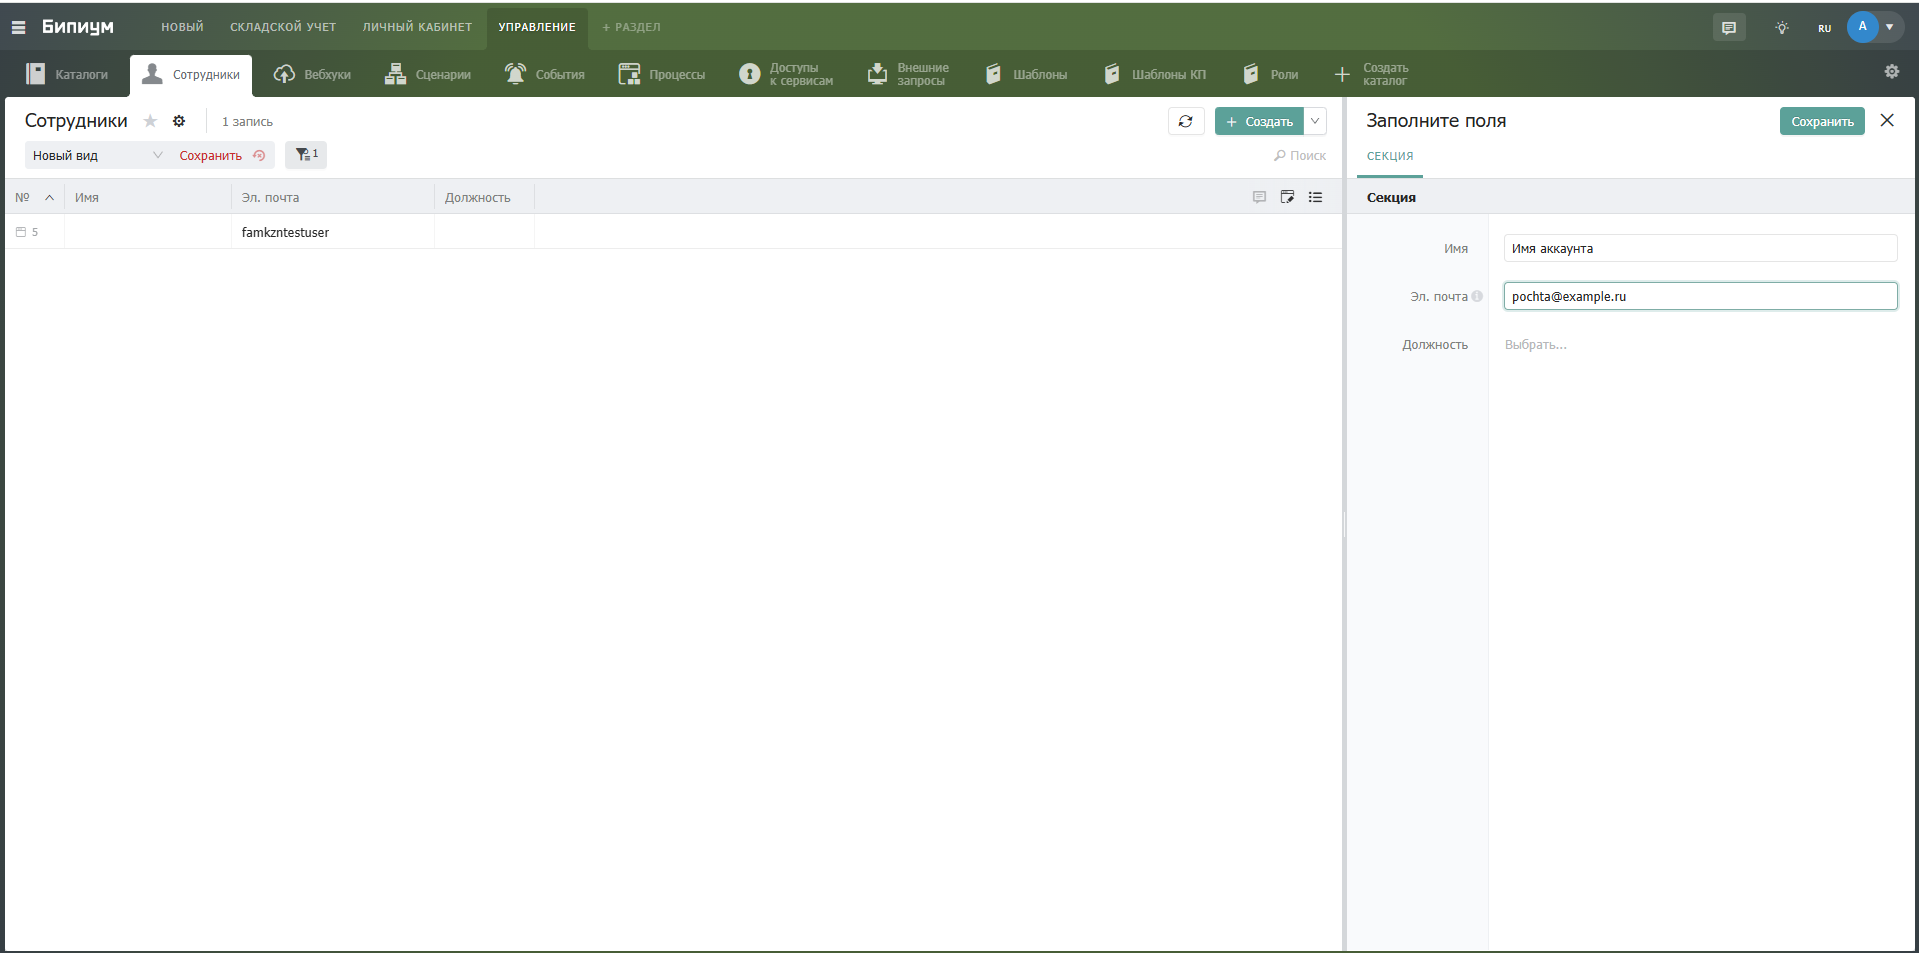 Бипиум НОВЫЙ СКЛАДСКОЙ УЧЕТ ЛИЧНЫЙ КАБИНЕТ УПРАВЛЕНИЕ + РАЗДЕЛ RU A
Каталоги Сотрудники Вебхуки Сценарии События Процессы Доступы к сервисам Внешние запросы Шаблоны Шаблоны КП Роли Создать каталог
Сотрудники 1 запись + Создать
Новый вид Сохранить 1 Поиск
№ Имя Эл. почта Должность
5 famkzntestuser
Заполните поля Сохранить
СЕКЦИЯ
Секция
Имя Имя аккаунта
Эл. почта pochta@example.ru
Должность Выбрать...